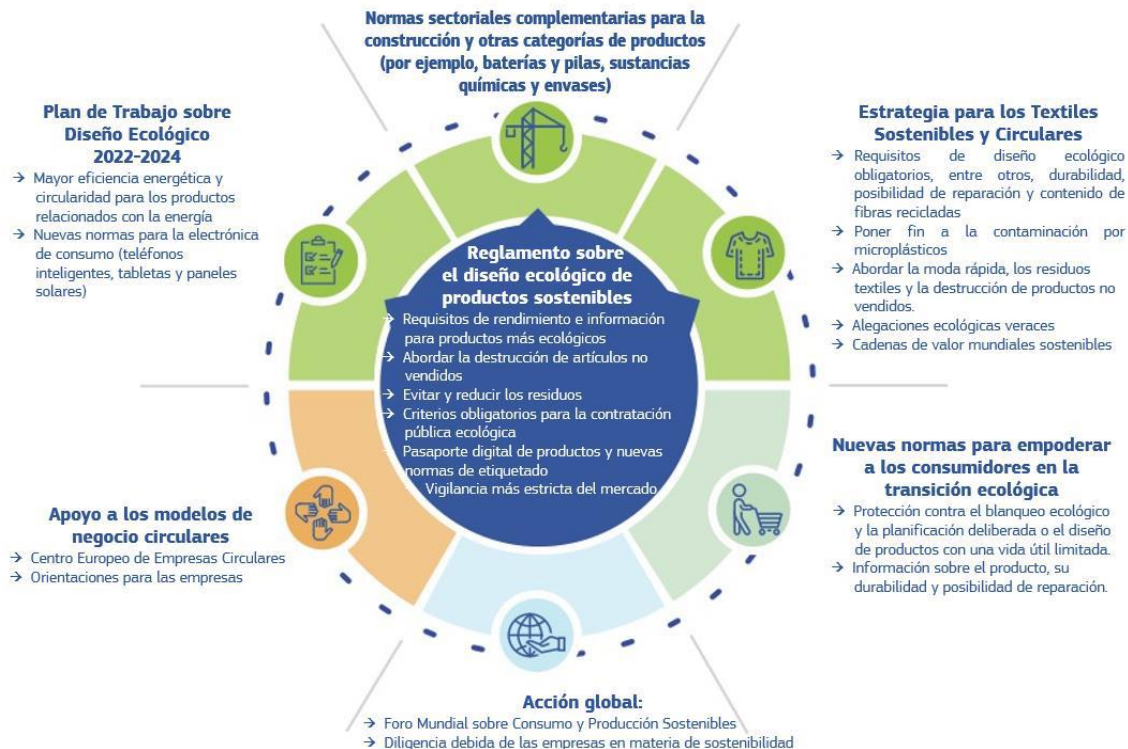 Normas sectoriales complementarias para la
construcción y otras categorías de productos
(por ejemplo, baterías y pilas, sustancias
químicas y envases)
Plan de Trabajo sobre
Diseño Ecológico
2022-2024
→ Mayor eficiencia energética y
circularidad para los productos
relacionados con la energía
→ Nuevas normas para la electrónica
de consumo (teléfonos
inteligentes, tabletas y paneles
solares)
Estrategia para los Textiles
Sostenibles y Circulares
→ Requisitos de diseño ecológico
obligatorios, entre otros, durabilidad,
posibilidad de reparación y contenido de
fibras recicladas
→ Poner fin a la contaminación por
microplásticos
→ Abordar la moda rápida, los residuos
textiles y la destrucción de productos no
vendidos.
→ Alegaciones ecológicas veraces
→ Cadenas de valor mundiales sostenibles
Reglamento sobre
el diseño ecológico de
productos sostenibles
→ Requisitos de rendimiento e información
para productos más ecológicos
→ Abordar la destrucción de artículos no
vendidos
→ Evitar y reducir los residuos
→ Criterios obligatorios para la contratación
pública ecológica
→ Pasaporte digital de productos y nuevas
normas de etiquetado
Vigilancia más estricta del mercado
Apoyo a los modelos de
negocio circulares
→ Centro Europeo de Empresas Circulares
→ Orientaciones para las empresas
Nuevas normas para empoderar
a los consumidores en la
transición ecológica
→ Protección contra el blanqueo ecológico
y la planificación deliberada o el diseño
de productos con una vida útil limitada.
→ Información sobre el producto, su
durabilidad y posibilidad de reparación.
Acción global:
→ Foro Mundial sobre Consumo y Producción Sostenibles
→ Diligencia debida de las empresas en materia de sostenibilidad